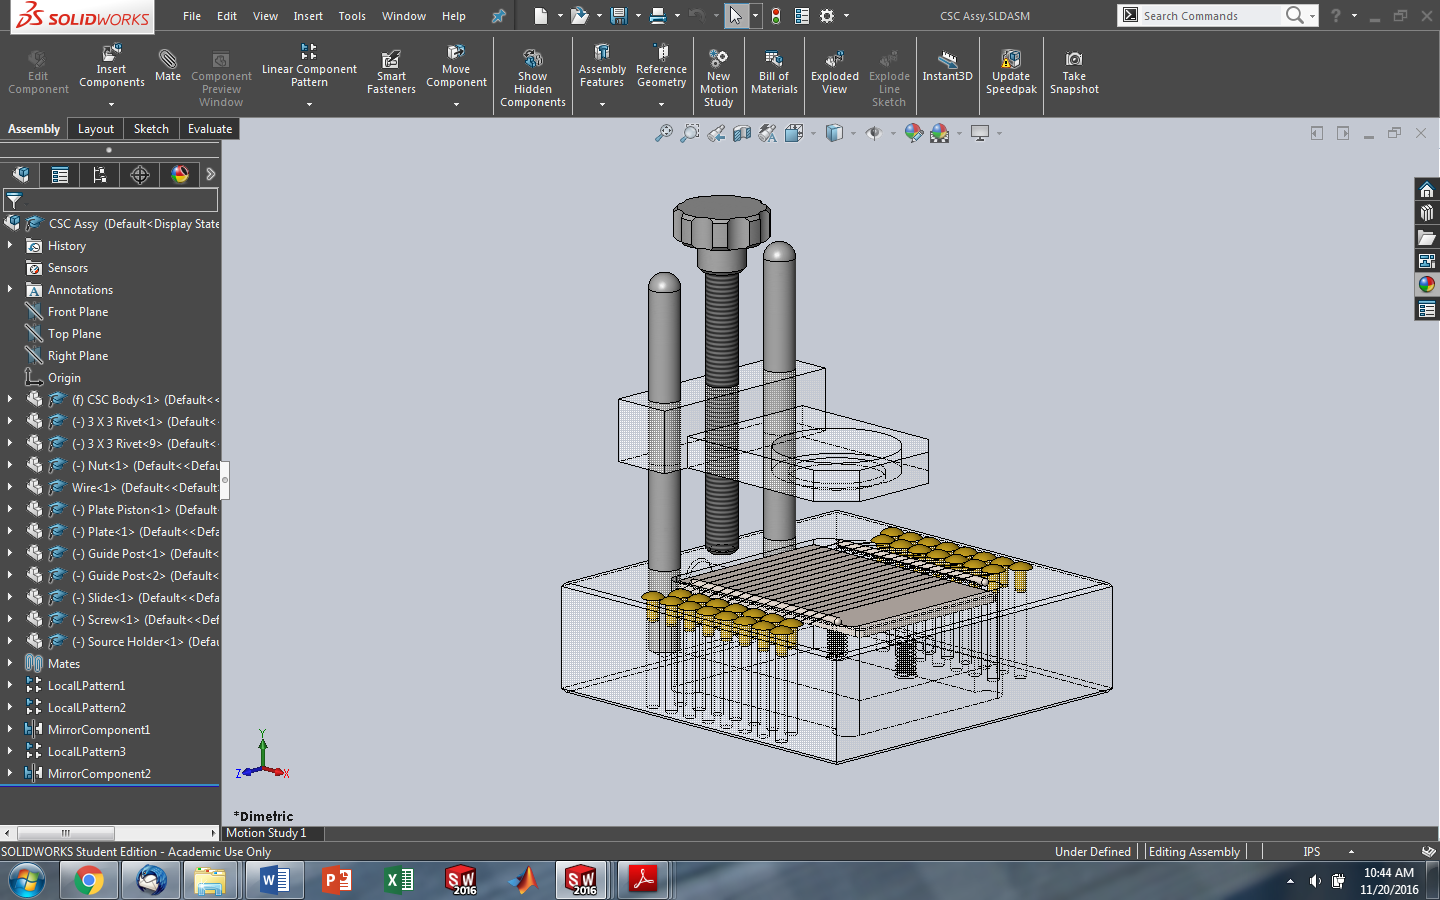 SOLIDWORKS
File Edit View Insert Tools Window Help
CSC Assy.SLDASM
Search Commands
Edit Component
Insert Components
Mate
Component Preview Window
Linear Component Pattern
Smart Fasteners
Move Component
Show Hidden Components
Assembly Features
Reference Geometry
New Motion Study
Bill of Materials
Exploded View
Explode Line Sketch
Instant3D
Update Speedpak
Take Snapshot
Assembly Layout Sketch Evaluate
CSC Assy (Default<Display State
History
Sensors
Annotations
Front Plane
Top Plane
Right Plane
Origin
(f) CSC Body<1> (Default<<
(-) 3 X 3 Rivet<1> (Default<
(-) 3 X 3 Rivet<9> (Default<
(-) Nut<1> (Default<<Defau
Wire<1> (Default<<Default
(-) Plate Piston<1> (Default
(-) Plate<1> (Default<<Defa
(-) Guide Post<1> (Default<
(-) Guide Post<2> (Default<
(-) Slide<1> (Default<<Defa
(-) Screw<1> (Default<<Def
(-) Source Holder<1> (Defau
Mates
LocalLPattern1
LocalLPattern2
MirrorComponent1
LocalLPattern3
MirrorComponent2
Y
Z X
*Dimetric
Motion Study 1
SOLIDWORKS Student Edition - Academic Use Only
Under Defined Editing Assembly IPS
SW 2016
SW 2016
10:44 AM
11/20/2016